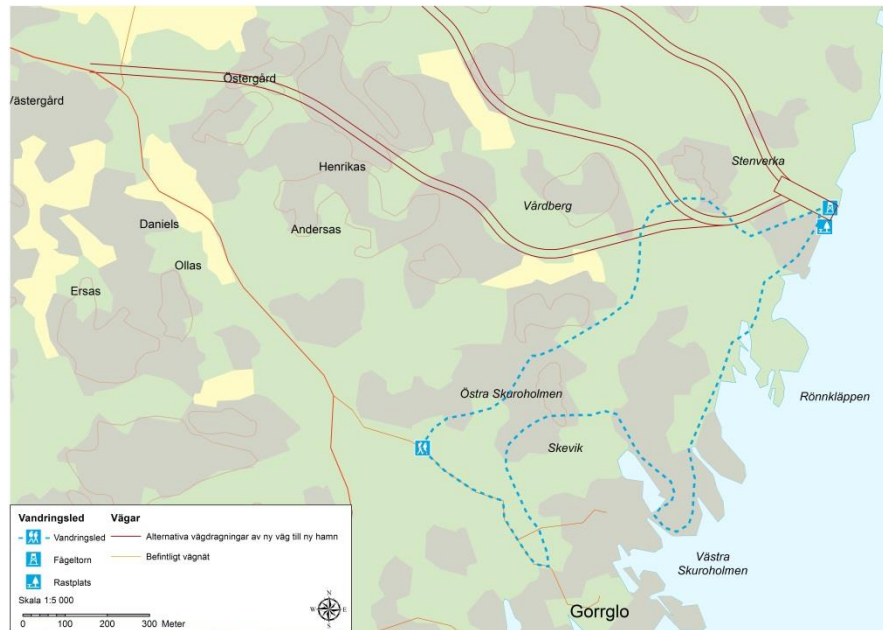 Östergård
Västergård
Henrikas
Stenverka
Vårdberg
Daniels
Andersas
Ollas
Ersas
Östra Skuroholmen
Rönnkläppen
Skevik
Västra
Skuroholmen
Gorrglo
Vandringsled
Vägar
Vandringsled
Alternativa vägdragningar av ny väg till ny hamn
Fågeltorn
Befintligt vägnät
Rastplats
Skala 1:5 000
0 100 200 300 Meter
N
W E
S